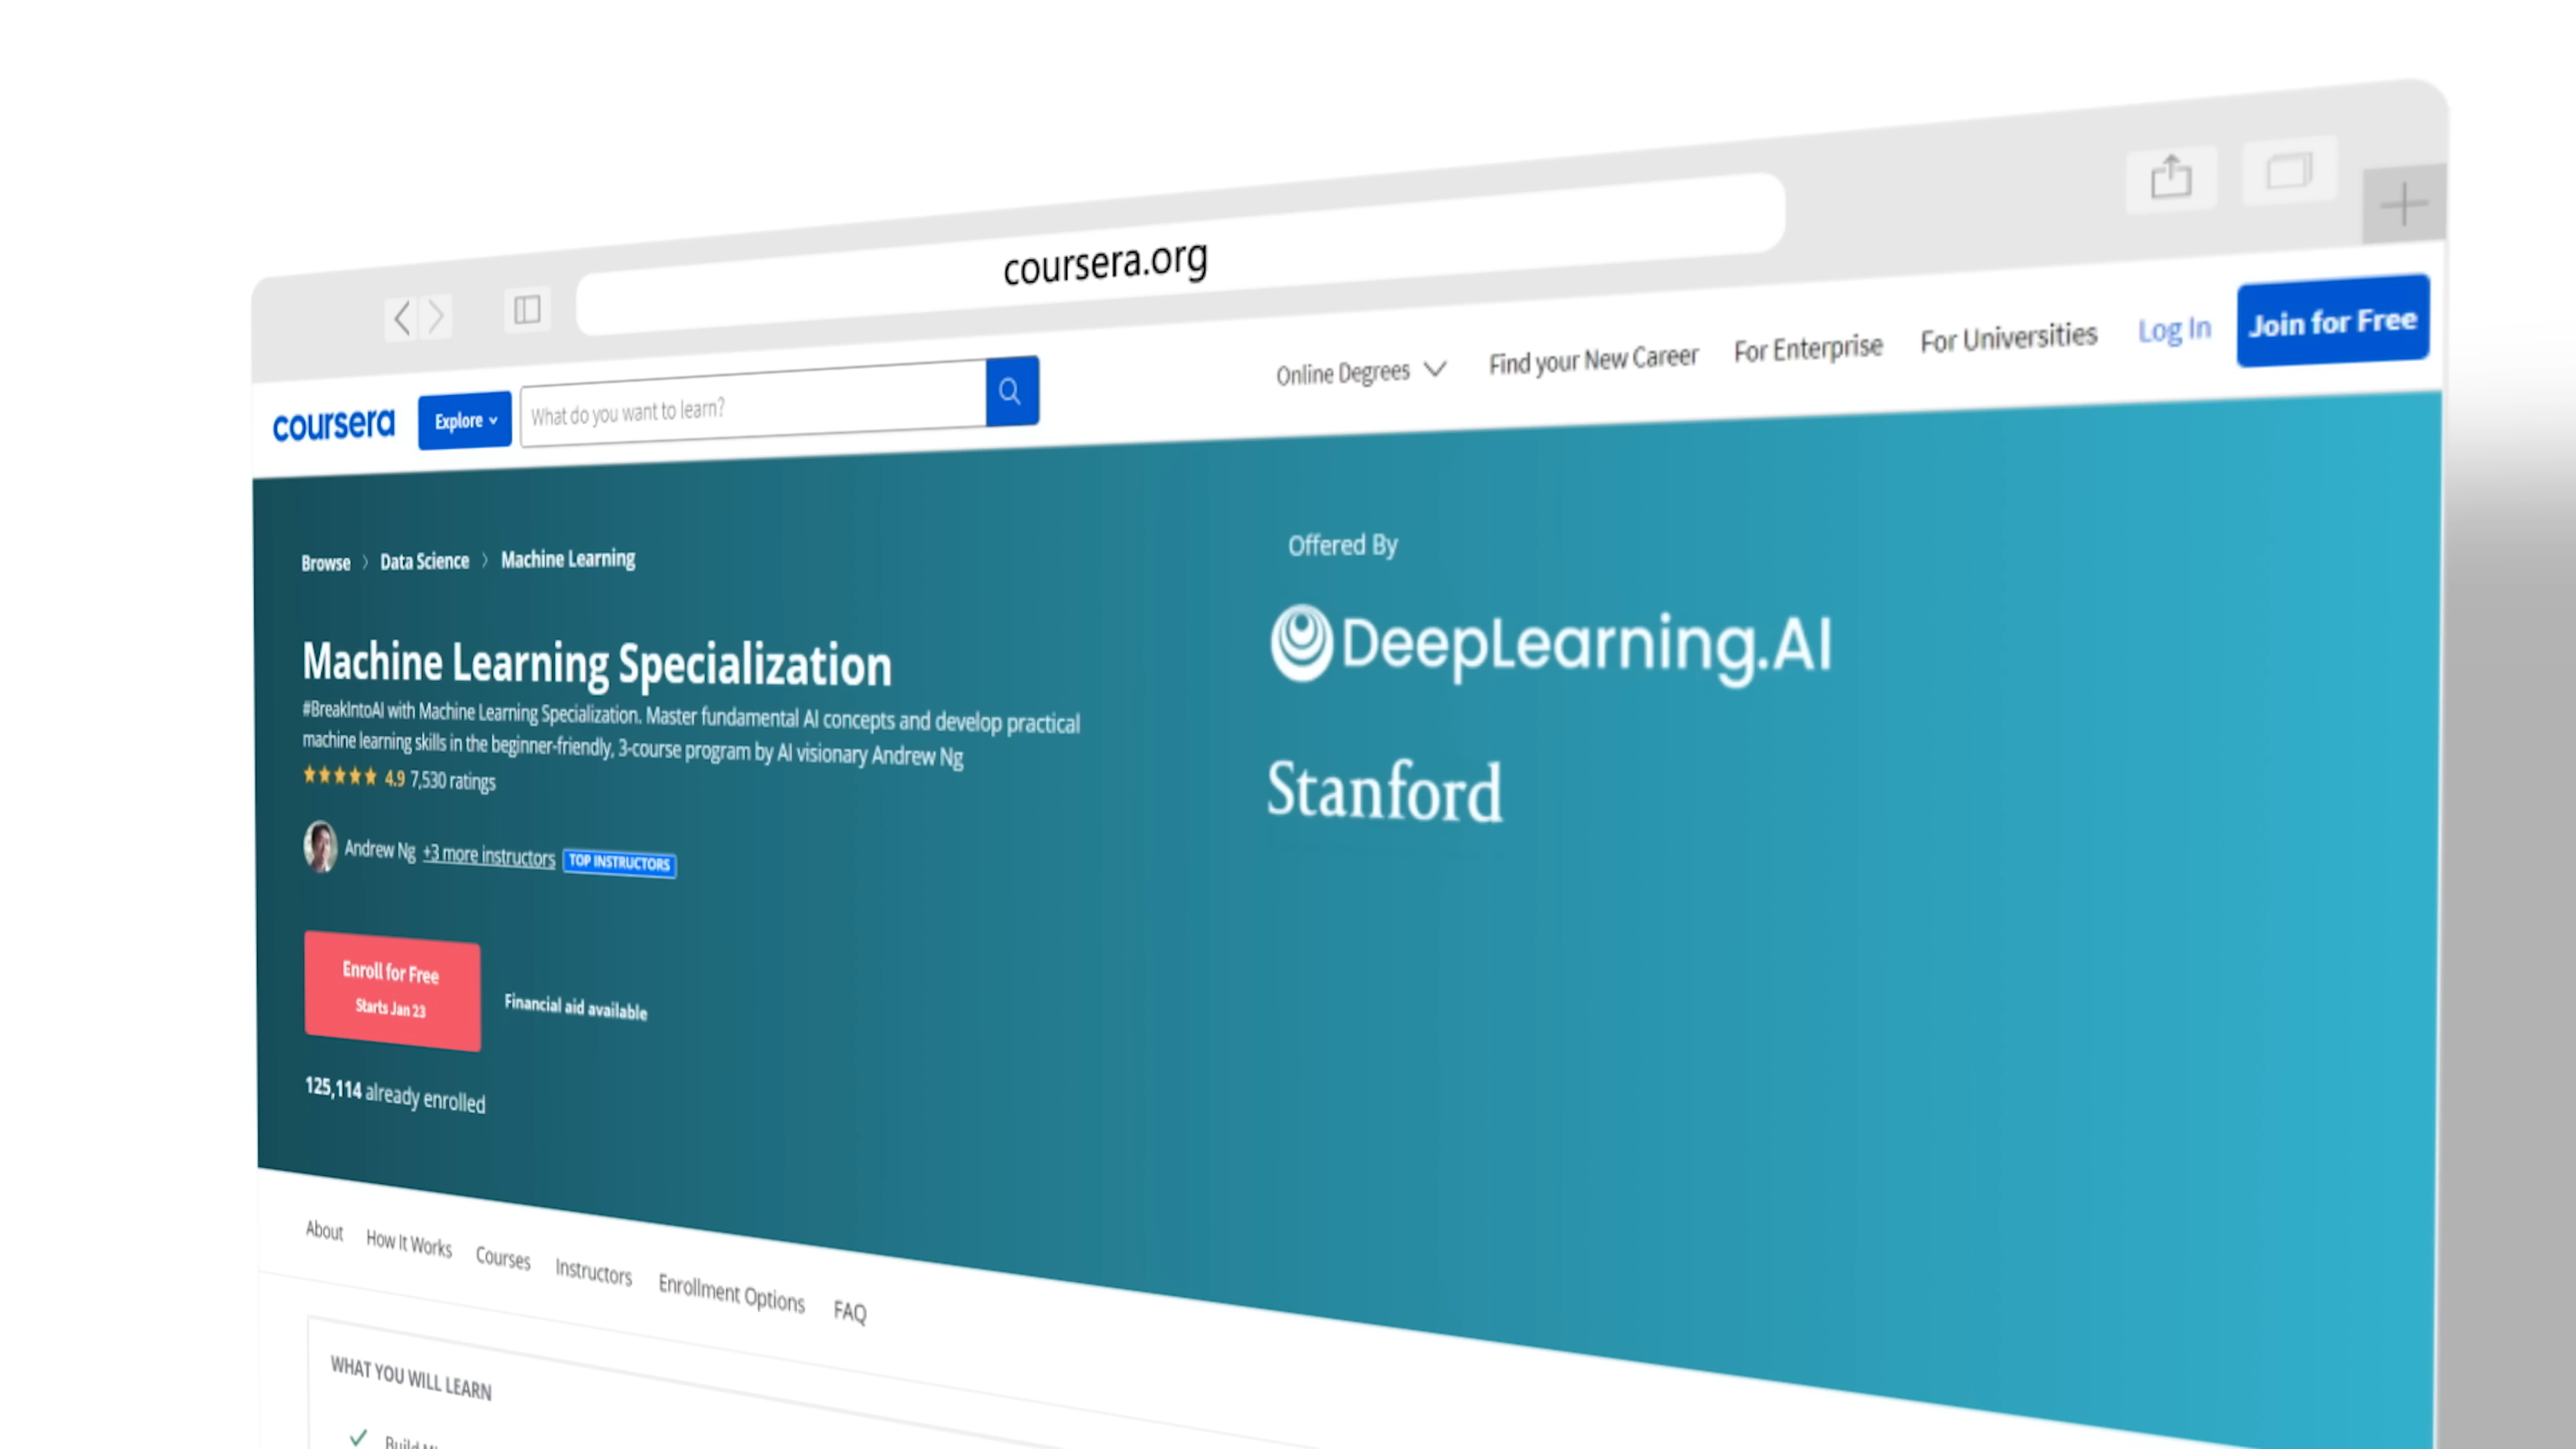 coursera.org
coursera
Explore
What do you want to learn?
Online Degrees
Find your New Career
For Enterprise
For Universities
Log In
Join for Free
Browse > Data Science > Machine Learning
Machine Learning Specialization
#BreakIntoAI with Machine Learning Specialization. Master fundamental AI concepts and develop practical
machine learning skills in the beginner-friendly, 3-course program by AI visionary Andrew Ng
4.9 7,530 ratings
Andrew Ng +3 more instructors TOP INSTRUCTORS
Enroll for Free
Starts Jan 23
Financial aid available
125,114 already enrolled
Offered By
DeepLearning.AI
Stanford
About
How It Works
Courses
Instructors
Enrollment Options
FAQ
WHAT YOU WILL LEARN
Build